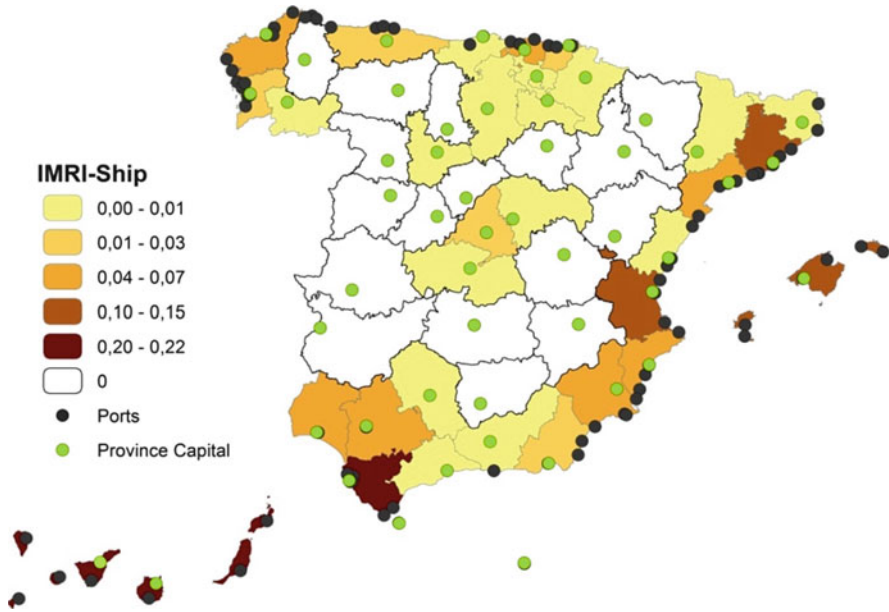 IMRI-Ship
0,00 - 0,01
0,01 - 0,03
0,04 - 0,07
0,10 - 0,15
0,20 - 0,22
0
Ports
Province Capital